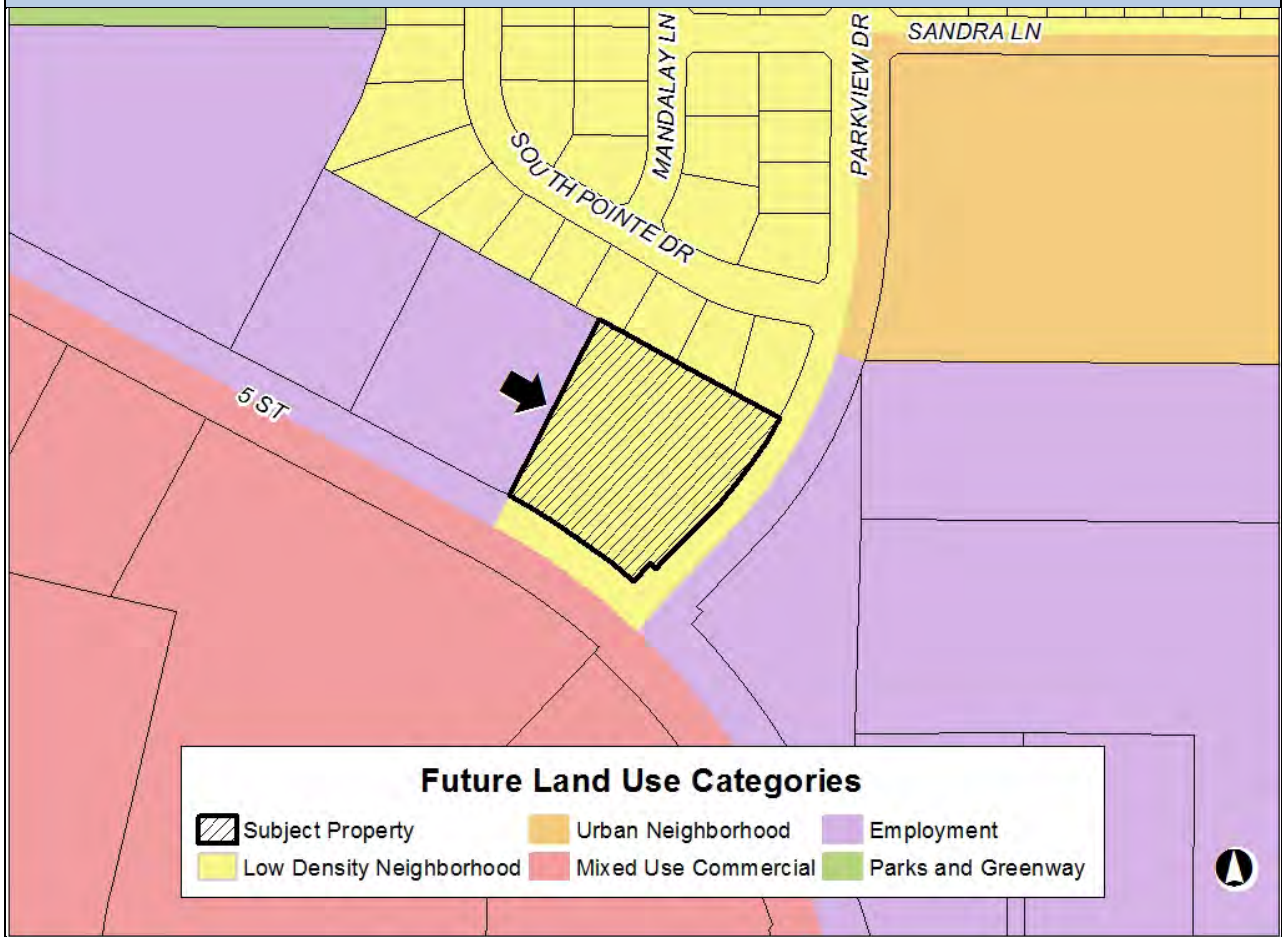 SANDRA LN
MANDALAY LN
PARKVIEW DR
SOUTH POINTE DR
5 ST
Future Land Use Categories
Subject Property
Urban Neighborhood
Employment
Low Density Neighborhood
Mixed Use Commercial
Parks and Greenway